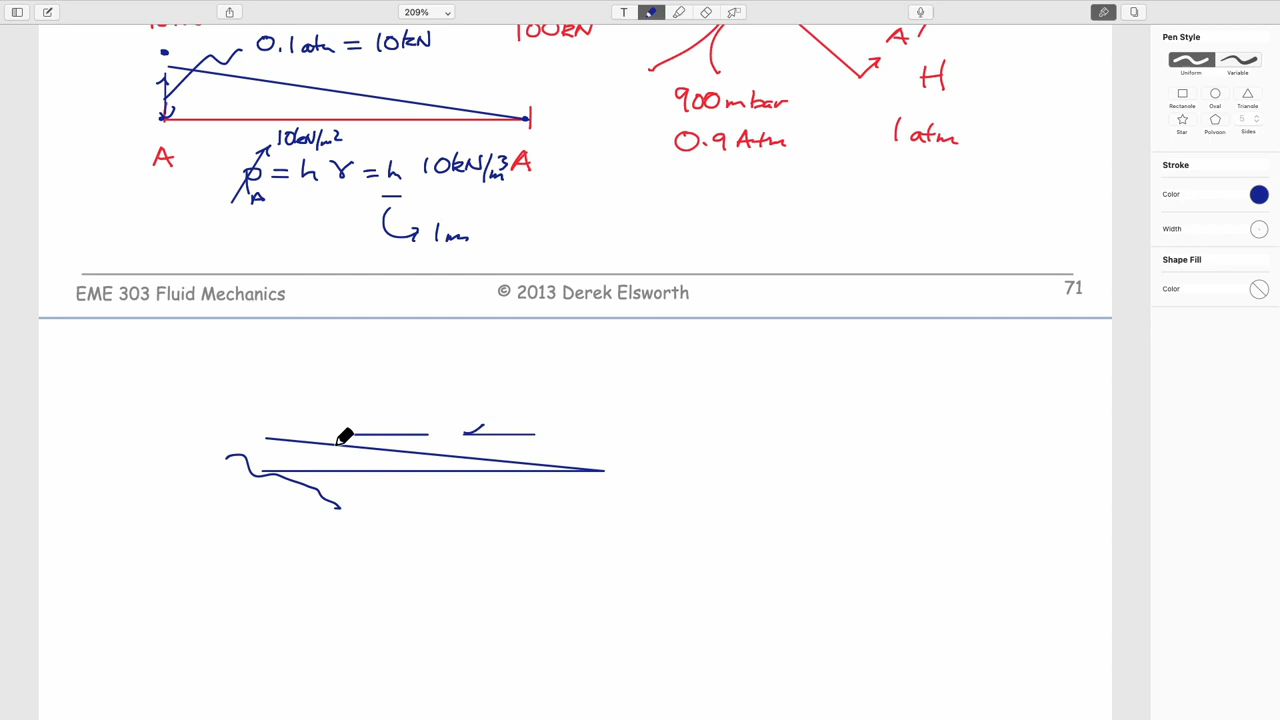 209%
T
100KN
0.1 atm = 10kN
A
H
900 mbar
0.9 Atm
1 atm
10kN/m2
A
p A = h γ = h 10kN/m3
A
1m
EME 303 Fluid Mechanics
© 2013 Derek Elsworth
71
Pen Style
Uniform
Variable
Rectangle
Oval
Triangle
Star
Polygon
5
Sides
Stroke
Color
Width
Shape Fill
Color